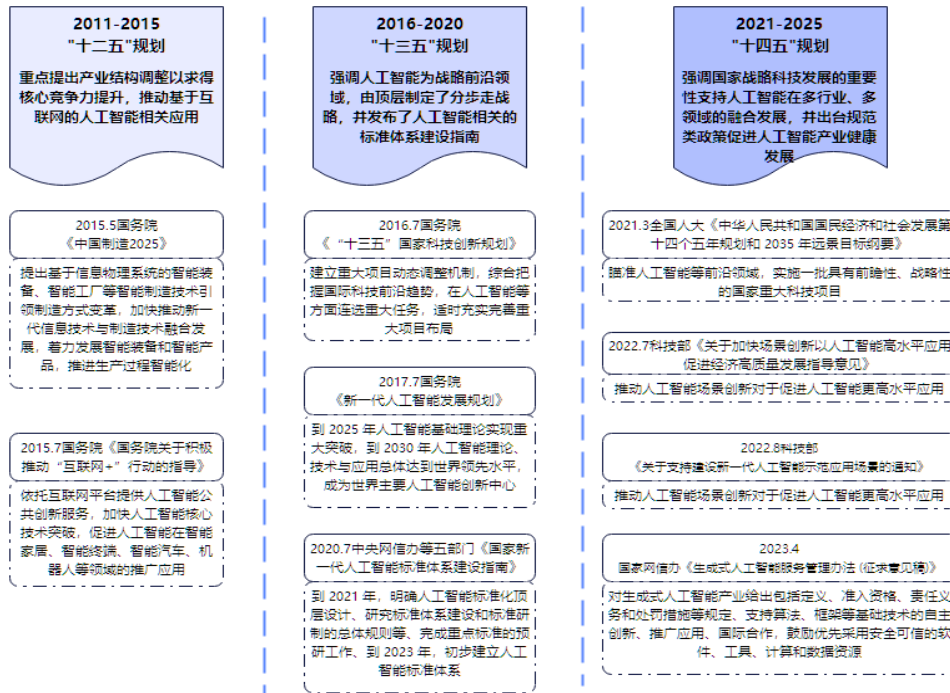 2011-2015
"十二五"规划
重点提出产业结构调整以求得
核心竞争力提升，推动基于互
联网的人工智能相关应用
2015.5国务院
《中国制造2025》
提出基于信息物理系统的智能装
备、智能工厂等智能制造技术引
领制造方式变革，加快推动新一
代信息技术与制造技术融合发
展，着力发展智能装备和智能产
品，推进生产过程智能化
2015.7国务院《国务院关于积极
推动“互联网+”行动的指导》
依托互联网平台提供人工智能公
共创新服务，加快人工智能核心
技术突破，促进人工智能在智能
家居、智能终端、智能汽车、机
器人等领域的推广应用
2016-2020
"十三五"规划
强调人工智能为战略前沿领
域，由顶层制定了分步走战
略，并发布了人工智能相关的
标准体系建设指南
2016.7国务院
《“十三五”国家科技创新规划》
建立重大项目动态调整机制，综合把
握国际科技前沿趋势，在人工智能等
方面连选重大任务，适时充实完善重
大项目布局
2017.7国务院
《新一代人工智能发展规划》
到 2025 年人工智能基础理论实现重
大突破，到 2030 年人工智能理论、
技术与应用总体达到世界领先水平，
成为世界主要人工智能创新中心
2020.7中央网信办等五部门《国家新
一代人工智能标准体系建设指南》
到 2021 年，明确人工智能标准化顶
层设计、研究标准体系建设和标准研
制的总体规则等、完成重点标准的预
研工作、到 2023 年，初步建立人工
智能标准体系
2021-2025
"十四五"规划
强调国家战略科技发展的重要
性支持人工智能在多行业、多
领域的融合发展，并出台规范
类政策促进人工智能产业健康
发展
2021.3全国人大《中华人民共和国国民经济和社会发展第
十四个五年规划和 2035 年远景目标纲要》
瞄准人工智能等前沿领域，实施一批具有前瞻性、战略性
的国家重大科技项目
2022.7科技部《关于加快场景创新以人工智能高水平应用
促进经济高质量发展指导意见》
推动人工智能场景创新对于促进人工智能更高水平应用
2022.8科技部
《关于支持建设新一代人工智能示范应用场景的通知》
推动人工智能场景创新对于促进人工智能更高水平应用
2023.4
国家网信办《生成式人工智能服务管理办法 (征求意见稿)》
对生成式人工智能产业给出包括定义、准入资格、责任义
务和处罚措施等规定、支持算法、框架等基础技术的自主
创新、推广应用、国际合作，鼓励优先采用安全可信的软
件、工具、计算和数据资源